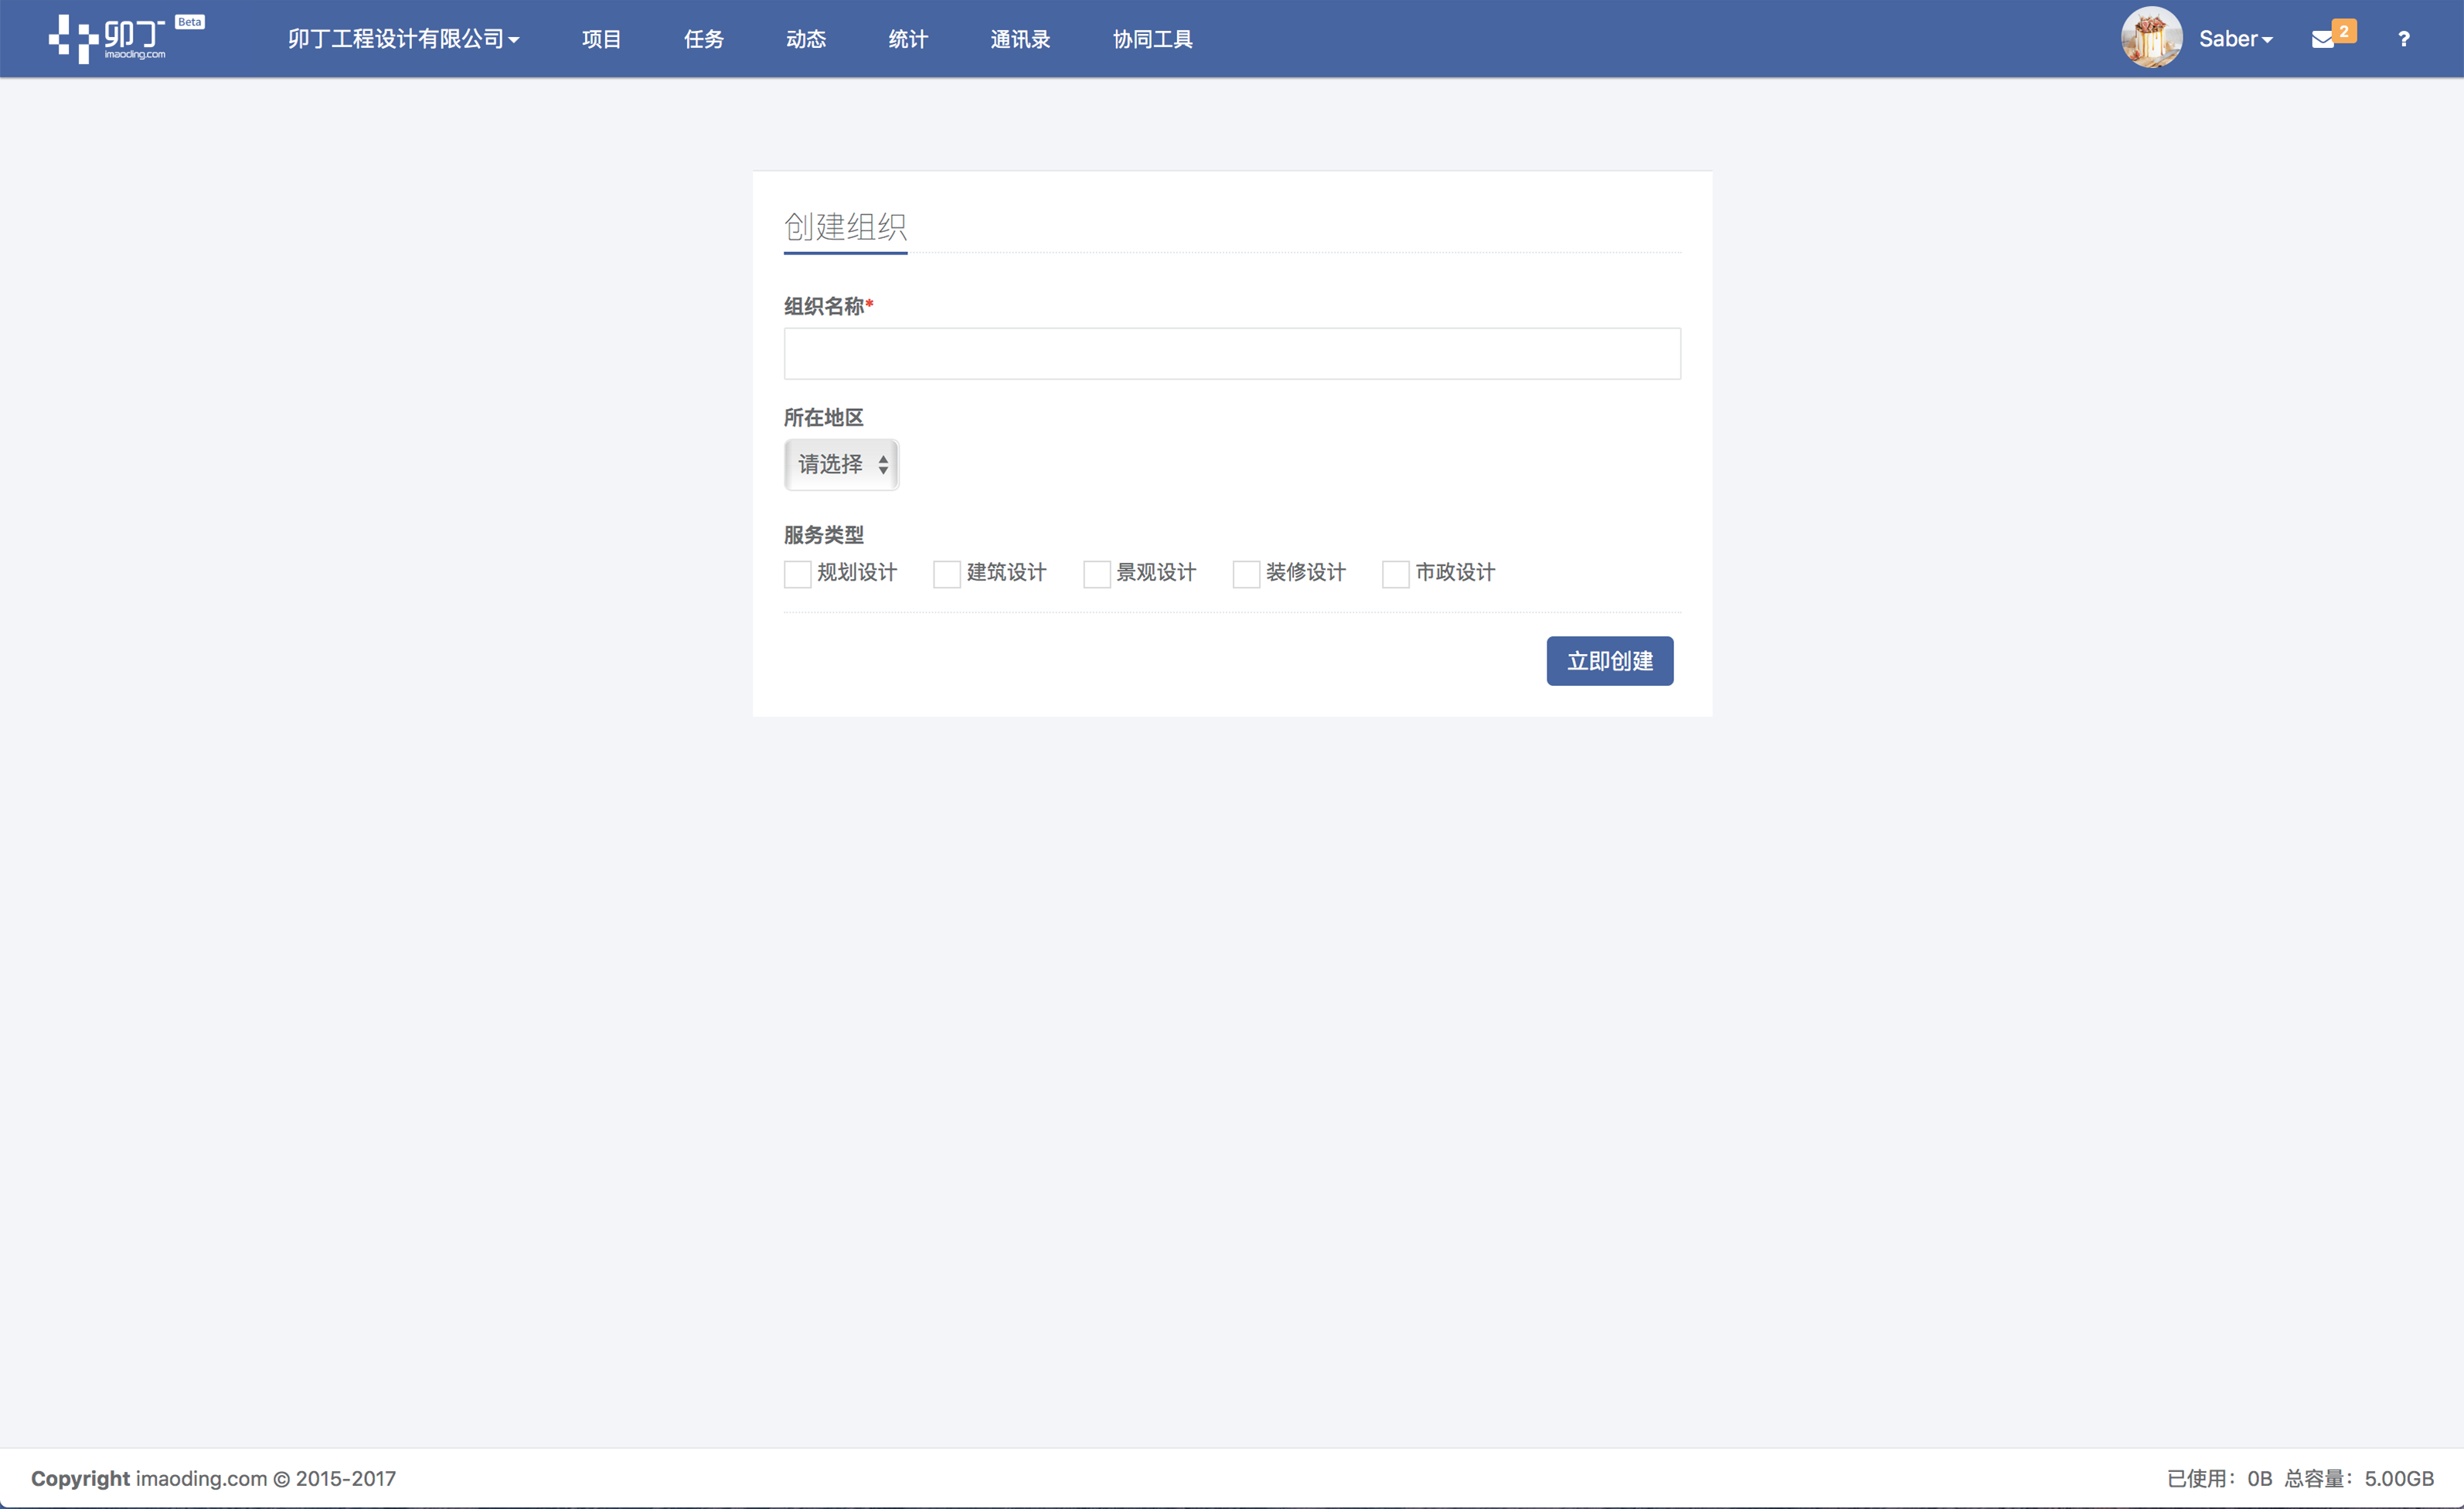 卯丁 Beta
imaoding.com
卯丁工程设计有限公司 项目 任务 动态 统计 通讯录 协同工具 Saber 2 ?
创建组织
组织名称*
所在地区
请选择
服务类型
规划设计 建筑设计 景观设计 装修设计 市政设计
立即创建
Copyright imaoding.com © 2015-2017 已使用：0B 总容量：5.00GB